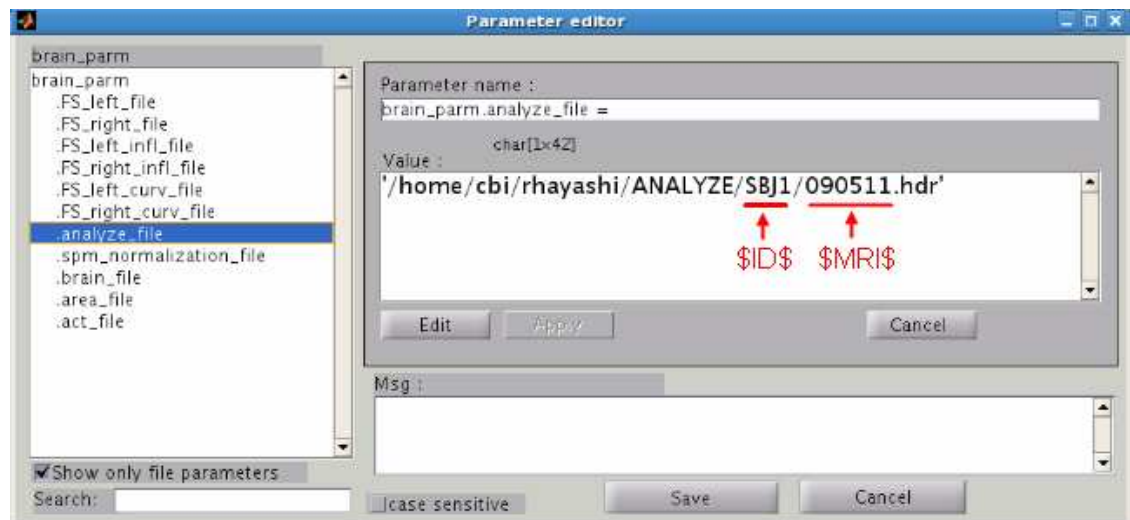 Parameter editor
brain_parm
brain_parm
.FS_left_file
.FS_right_file
.FS_left_infl_file
.FS_right_infl_file
.FS_left_curv_file
.FS_right_curv_file
.analyze_file
.spm_normalization_file
.brain_file
.area_file
.act_file
Show only file parameters
Search:
Parameter name :
brain_parm.analyze_file =
char[1x42]
Value :
'/home/cbi/rhayashi/ANALYZE/SBJ1/090511.hdr'
$ID$ $MRI$
Edit Apply Cancel
Msg :
case sensitive
Save Cancel